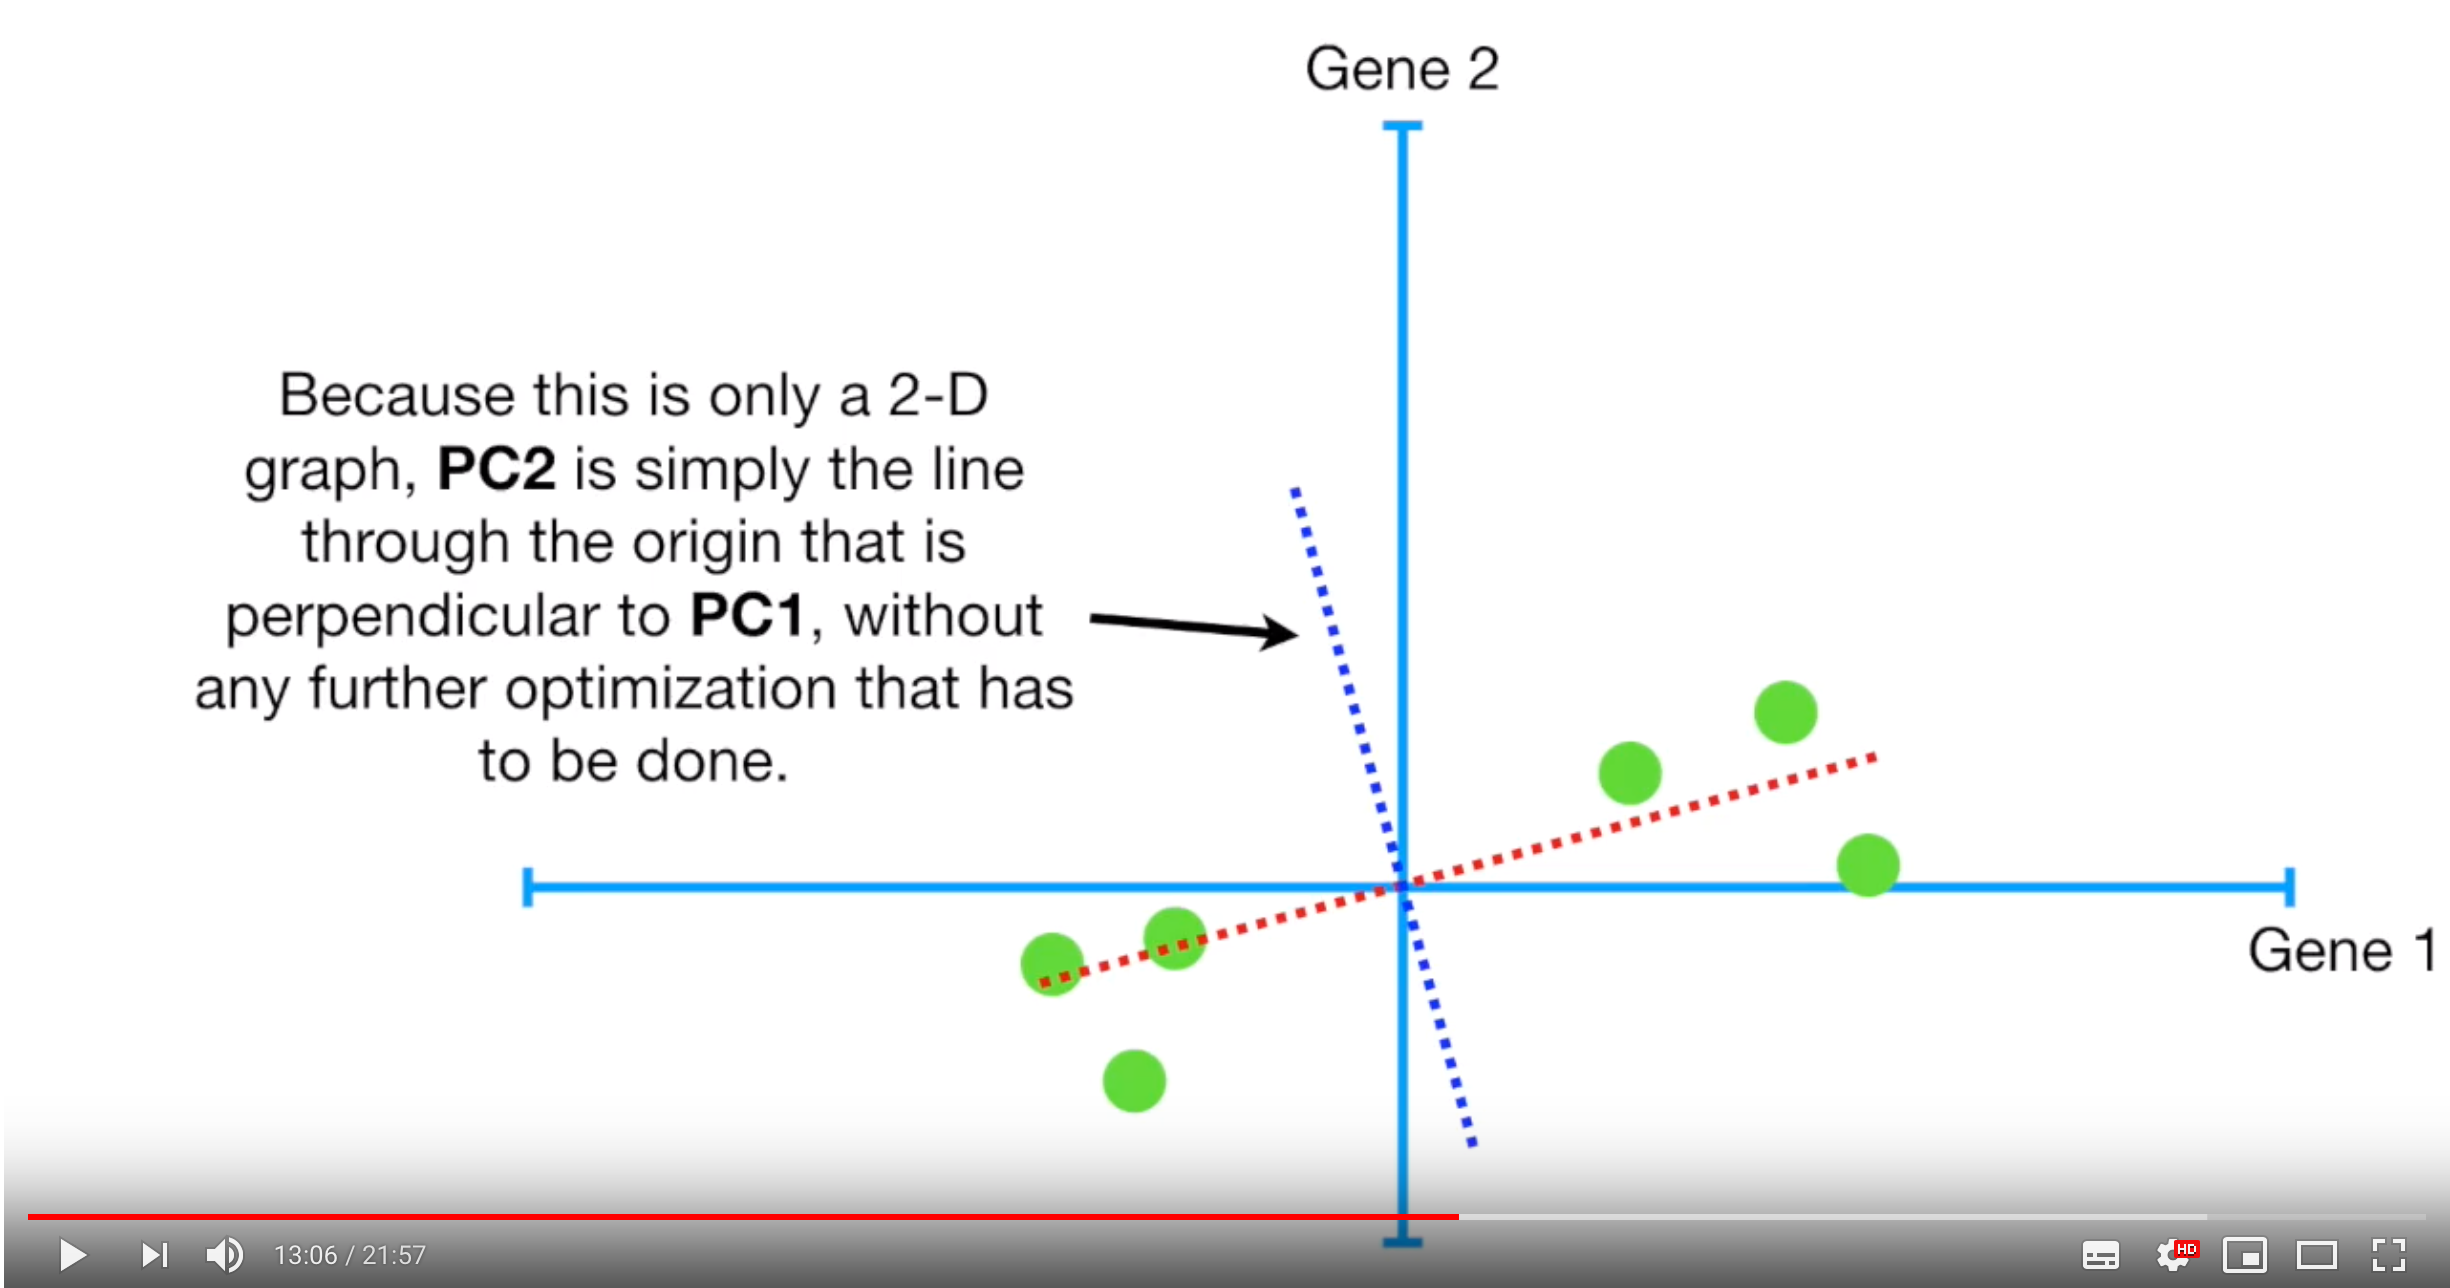 Gene 2
Because this is only a 2-D
graph, PC2 is simply the line
through the origin that is
perpendicular to PC1, without
any further optimization that has
to be done.
Gene 1
13:06 / 21:57
HD